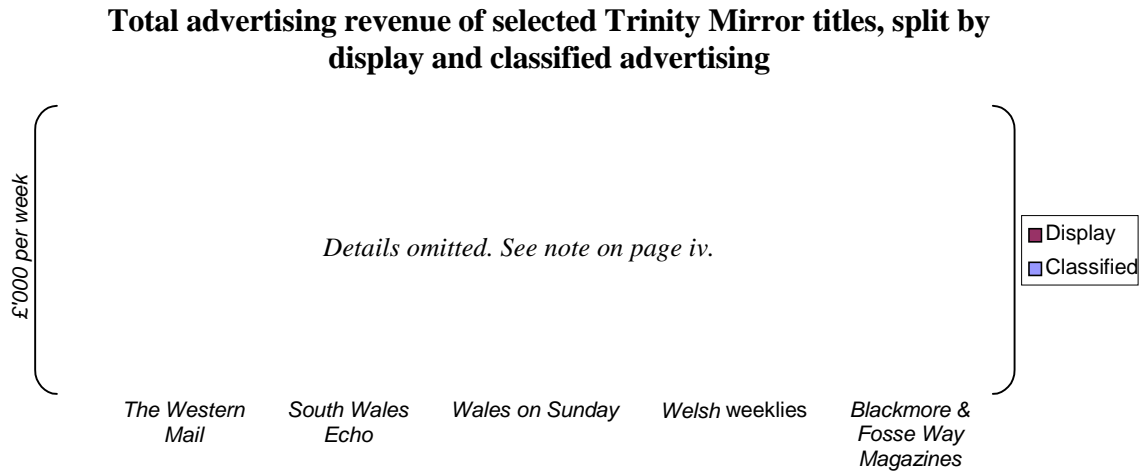 Total advertising revenue of selected Trinity Mirror titles, split by
display and classified advertising
£'000 per week
Details omitted. See note on page iv.
Display
Classified
The Western
Mail
South Wales
Echo
Wales on Sunday
Welsh weeklies
Blackmore &
Fosse Way
Magazines